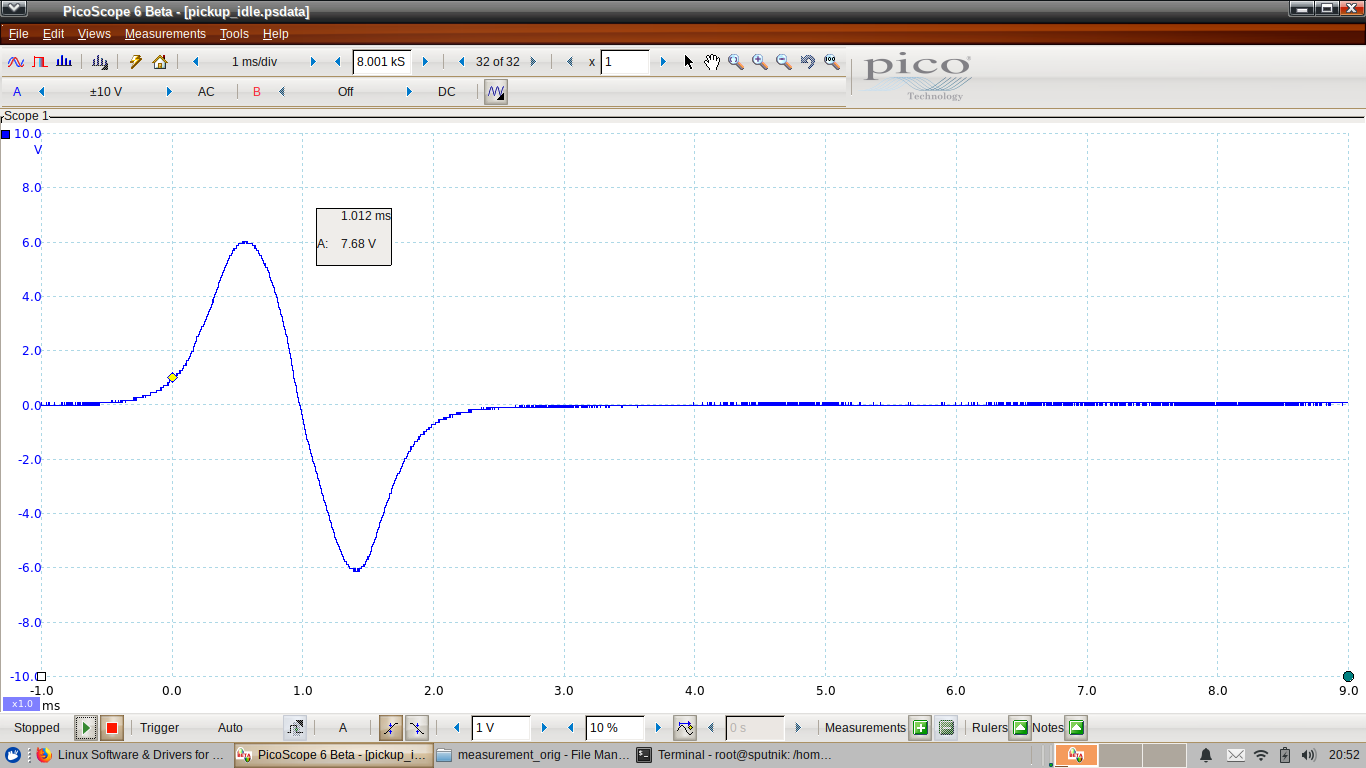 PicoScope 6 Beta - [pickup_idle.psdata]
File Edit Views Measurements Tools Help
1 ms/div 8.001 kS 32 of 32 x 1
pico
Technology
A ±10 V AC B Off DC
Scope 1
10.0
V
8.0
6.0
4.0
2.0
0.0
-2.0
-4.0
-6.0
-8.0
-10.0
1.012 ms
A: 7.68 V
-1.0 0.0 1.0 2.0 3.0 4.0 5.0 6.0 7.0 8.0 9.0
x1.0 ms
Stopped Trigger Auto A 1 V 10 % 0 s Measurements Rulers Notes
Linux Software & Drivers for ... PicoScope 6 Beta - [pickup_i... measurement_orig - File Man... Terminal - root@sputnik: /hom... 20:52